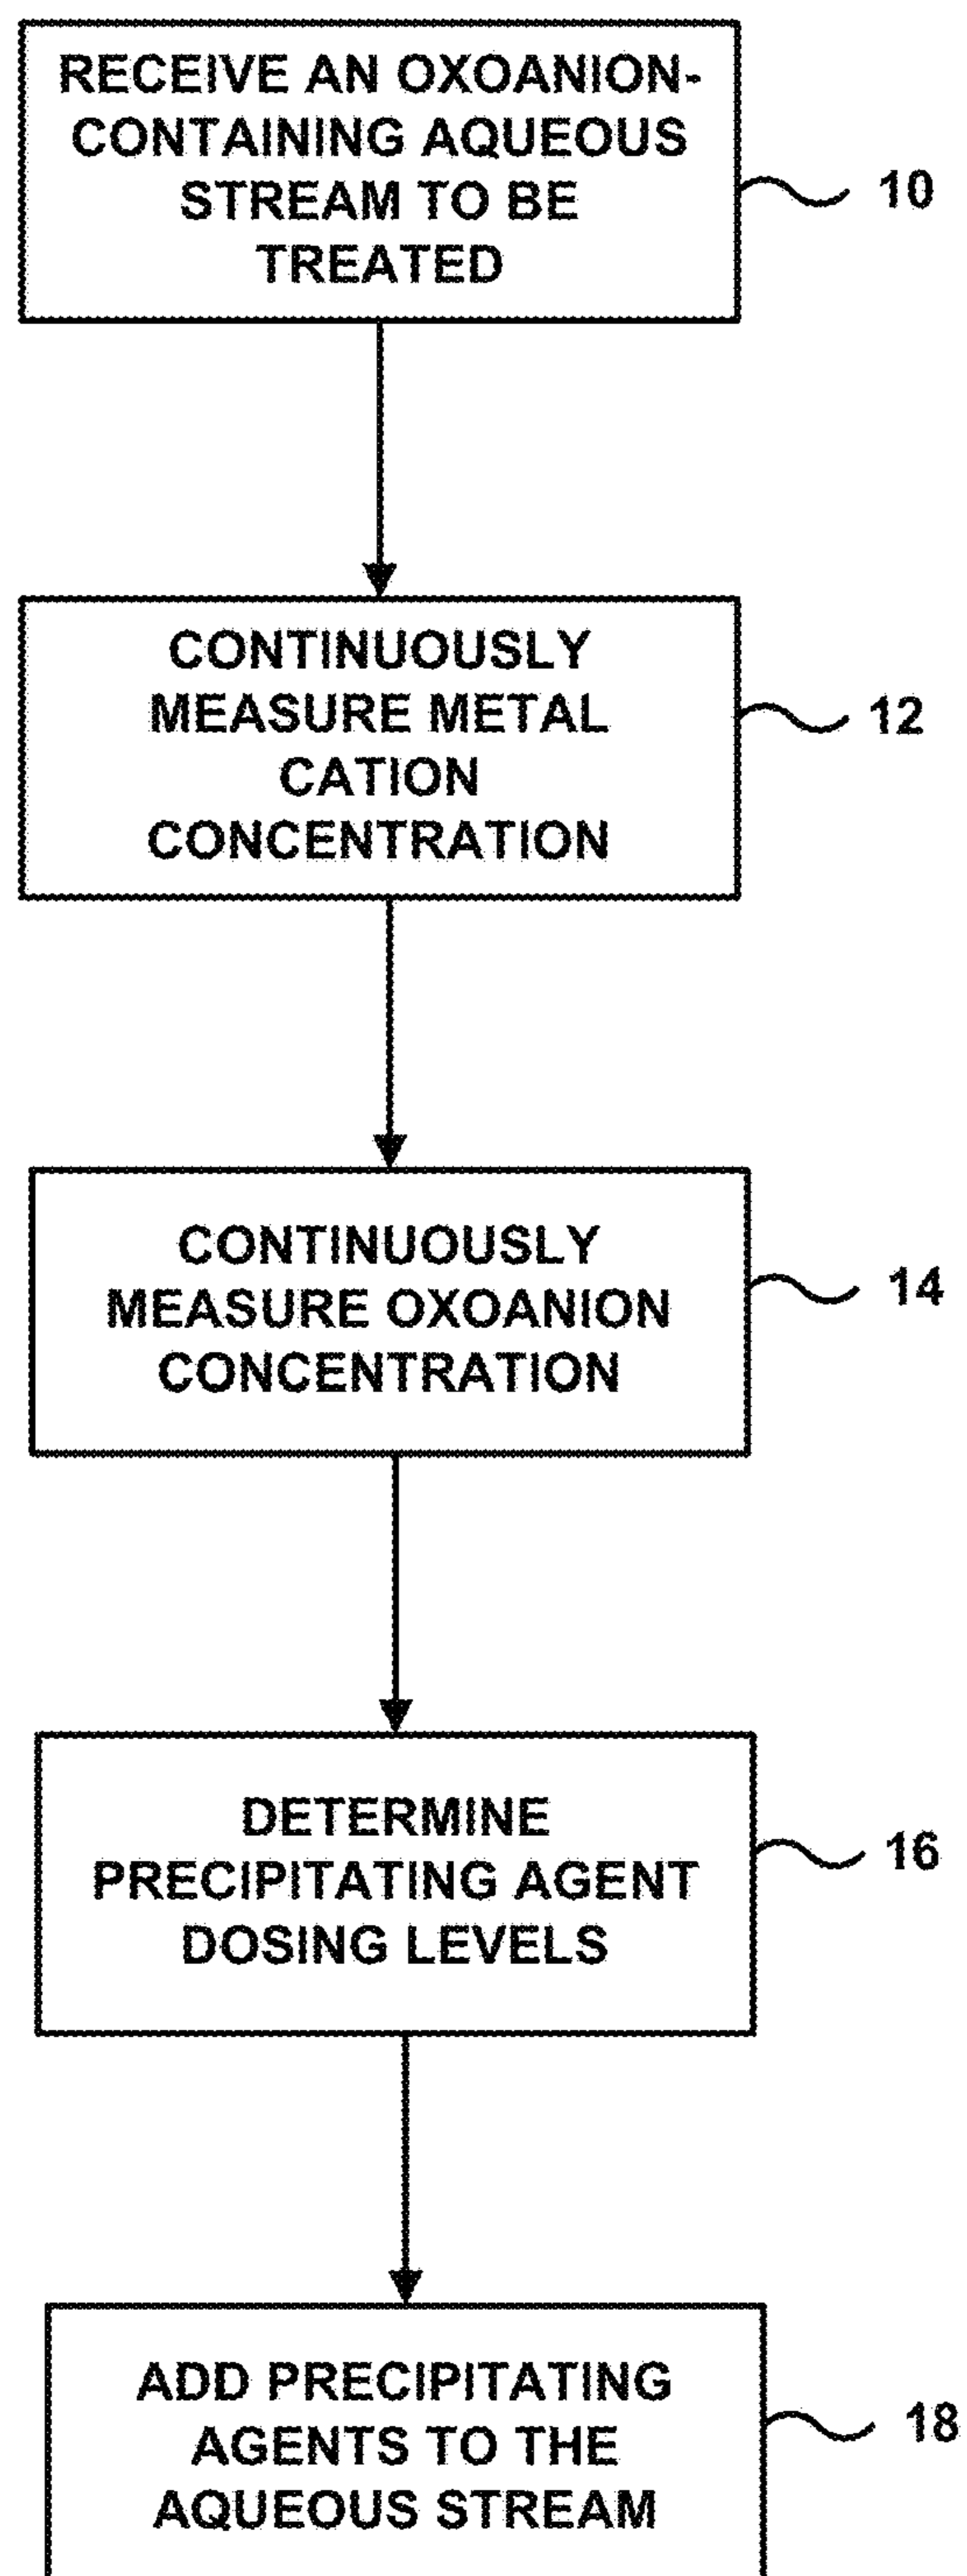 RECEIVE AN OXOANION-
CONTAINING AQUEOUS
STREAM TO BE
TREATED
10
CONTINUOUSLY
MEASURE METAL
CATION
CONCENTRATION
12
CONTINUOUSLY
MEASURE OXOANION
CONCENTRATION
14
DETERMINE
PRECIPITATING AGENT
DOSING LEVELS
16
ADD PRECIPITATING
AGENTS TO THE
AQUEOUS STREAM
18